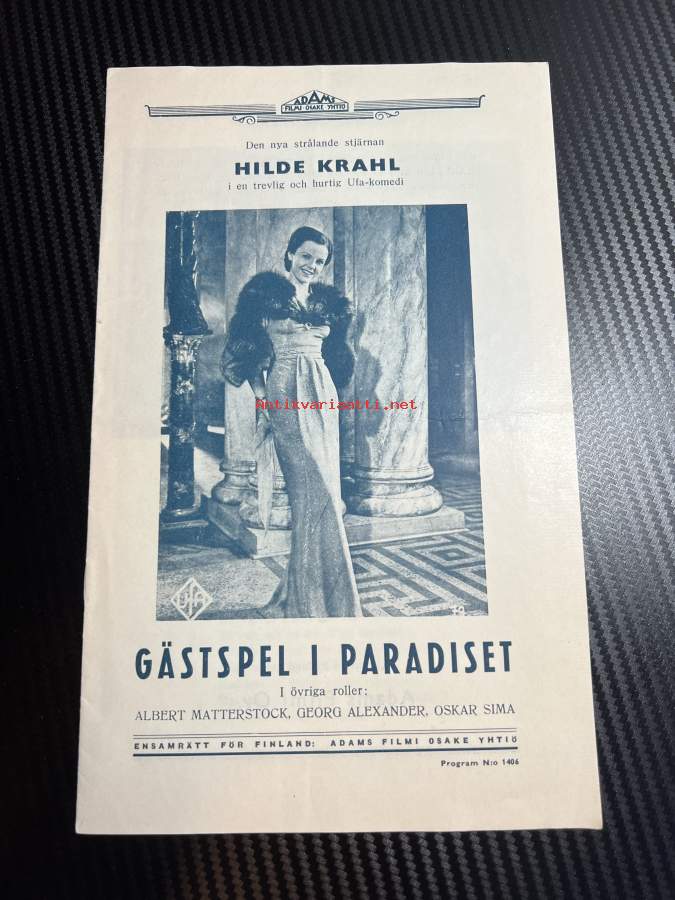 ADAMS
FILMI OSAKE YHTIÖ
Den nya strålande stjärnan
HILDE KRAHL
i en trevlig och hurtig Ufa-komedi
Antikvariaatti.net
Ufa
GÄSTSPEL I PARADISET
I övriga roller:
ALBERT MATTERSTOCK, GEORG ALEXANDER, OSKAR SIMA
ENSAMRÄTT FÖR FINLAND: ADAMS FILMI OSAKE YHTIÖ
Program N:o 1406